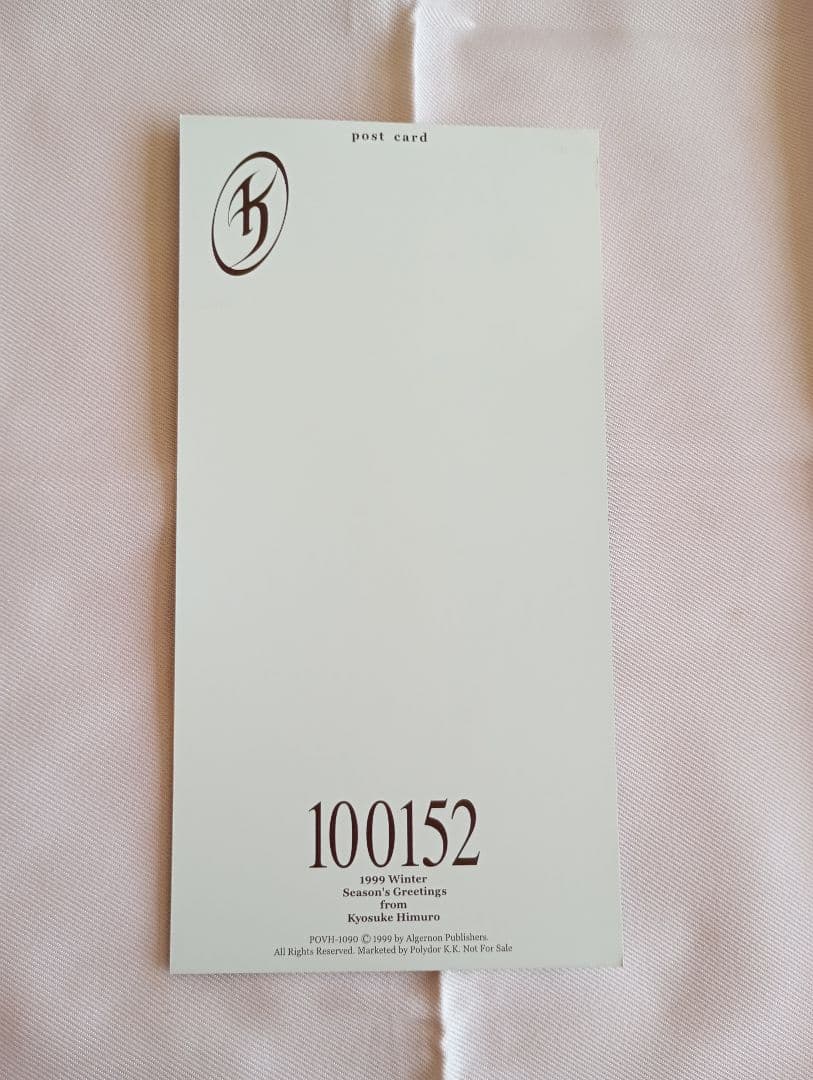 post card
K
100152
1999 Winter
Season's Greetings
from
Kyosuke Himuro
POVH-1090 © 1999 by Algernon Publishers.
All Rights Reserved. Marketed by Polydor K.K. Not For Sale